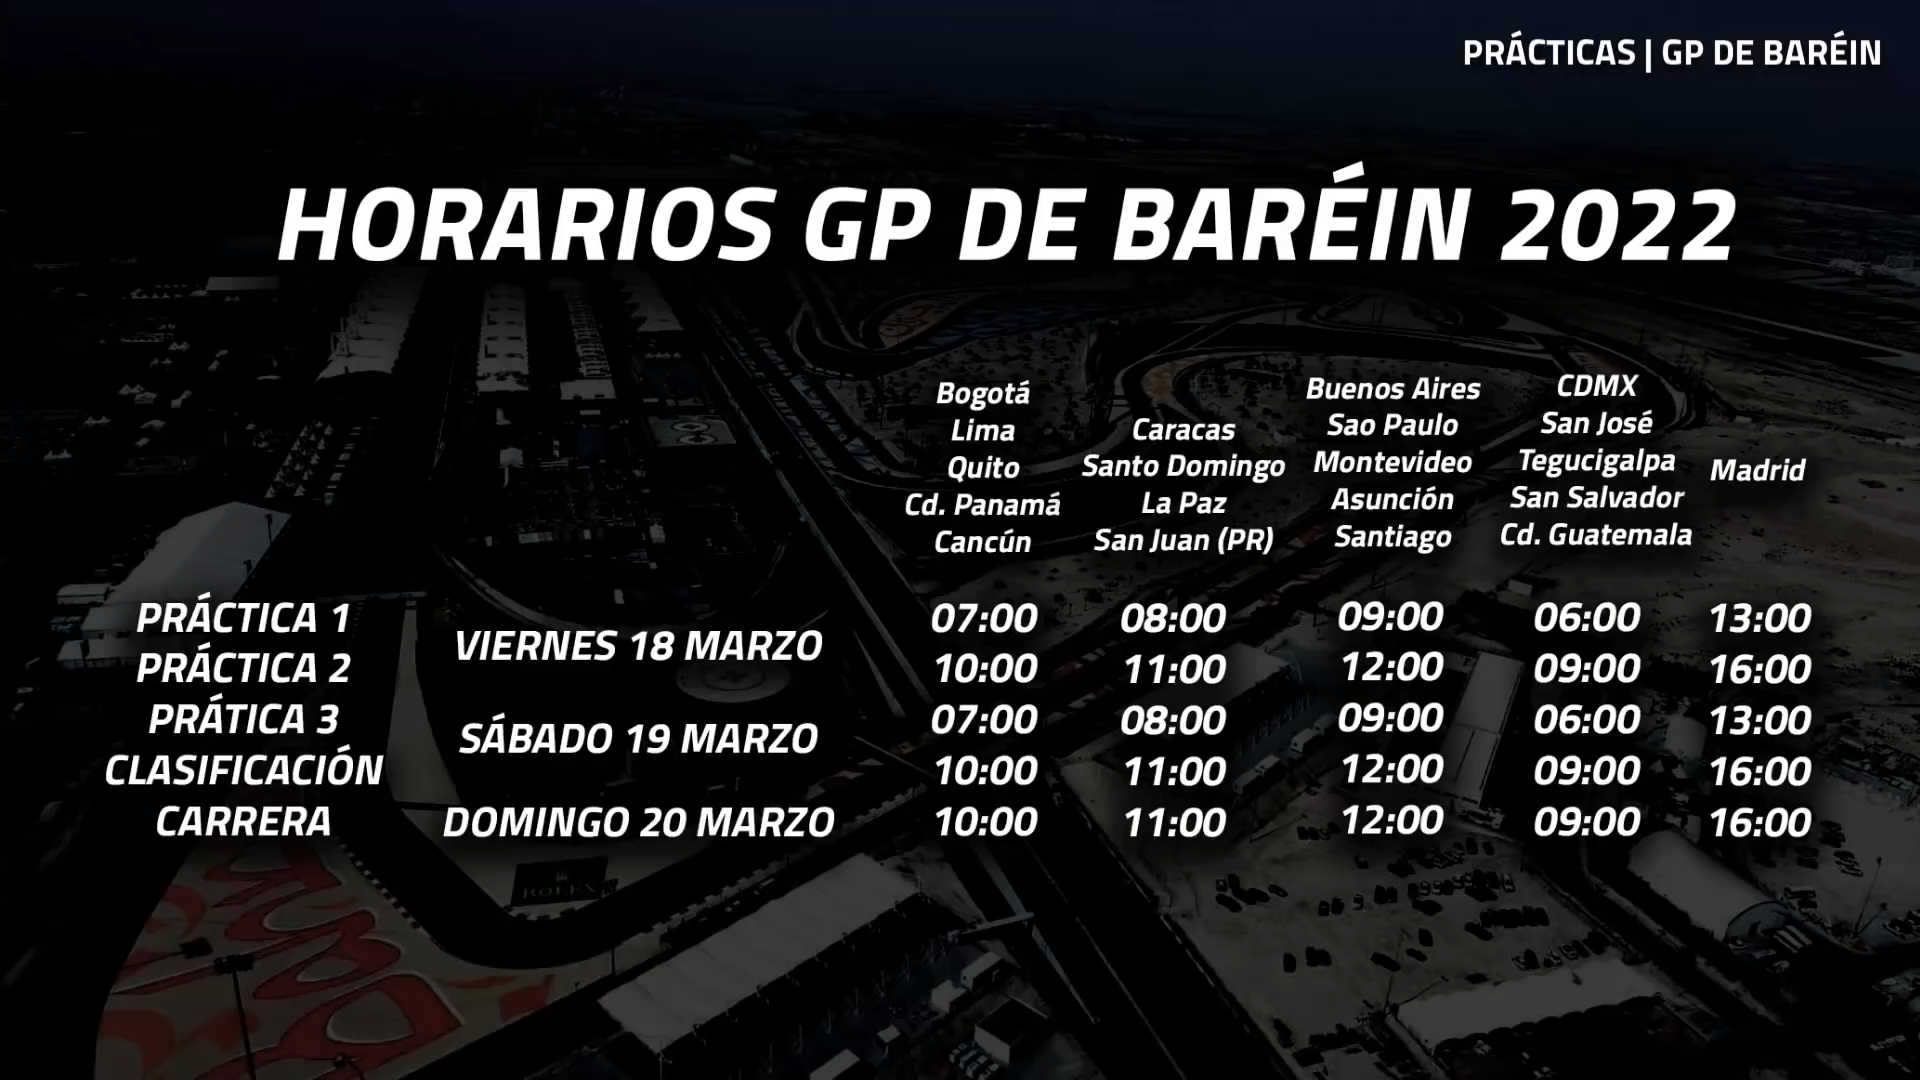 PRÁCTICAS | GP DE BARÉIN
HORARIOS GP DE BARÉIN 2022
Bogotá
Lima
Quito
Cd. Panamá
Cancún
Caracas
Santo Domingo
La Paz
San Juan (PR)
Buenos Aires
Sao Paulo
Montevideo
Asunción
Santiago
CDMX
San José
Tegucigalpa
San Salvador
Cd. Guatemala
Madrid
PRÁCTICA 1 07:00 08:00 09:00 06:00 13:00
VIERNES 18 MARZO
PRÁCTICA 2 10:00 11:00 12:00 09:00 16:00
PRÁTICA 3 07:00 08:00 09:00 06:00 13:00
SÁBADO 19 MARZO
CLASIFICACIÓN 10:00 11:00 12:00 09:00 16:00
CARRERA DOMINGO 20 MARZO 10:00 11:00 12:00 09:00 16:00
ROLEX